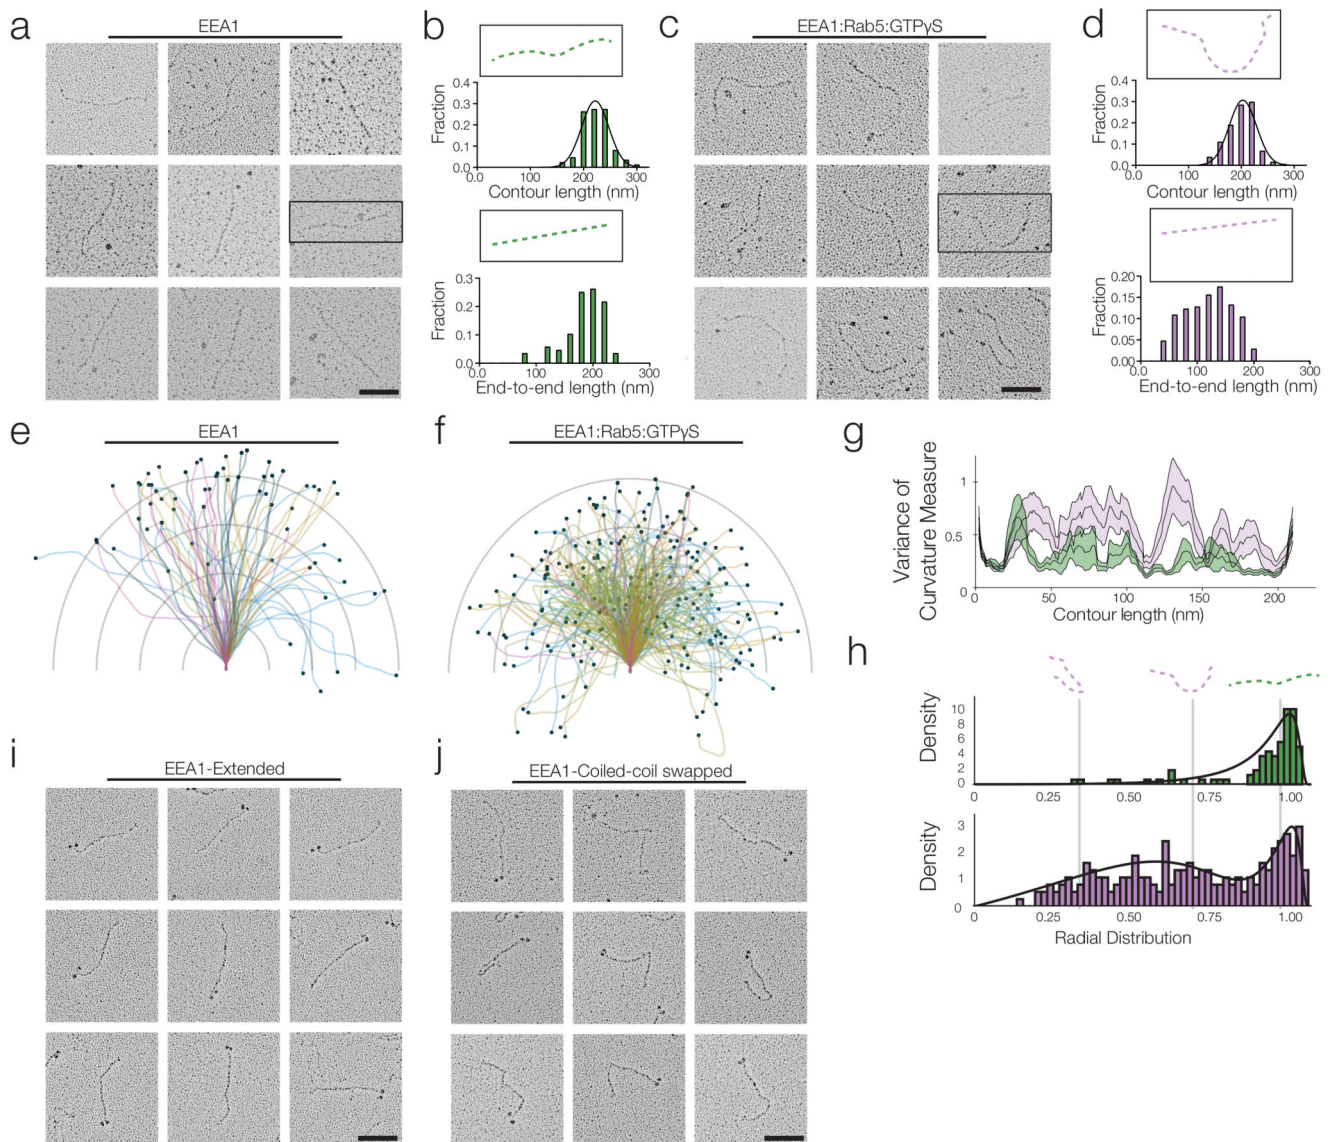 a
EEA1
b
Fraction
0.4
0.3
0.2
0.1
0.0
0
100
200
300
Contour length (nm)
Fraction
0.3
0.2
0.1
0.0
0
100
200
300
End-to-end length (nm)
c
EEA1:Rab5:GTPγS
d
Fraction
0.4
0.3
0.2
0.1
0.0
0
100
200
300
Contour length (nm)
Fraction
0.20
0.15
0.10
0.05
0.00
0
100
200
300
End-to-end length (nm)
e
EEA1
f
EEA1:Rab5:GTPγS
g
Variance of
Curvature Measure
1
0.5
0
0
50
100
150
200
Contour length (nm)
h
Density
10
8
6
4
2
0
0
0.25
0.50
0.75
1.00
Density
3
2
1
0
0
0.25
0.50
0.75
1.00
Radial Distribution
i
EEA1-Extended
j
EEA1-Coiled-coil swapped